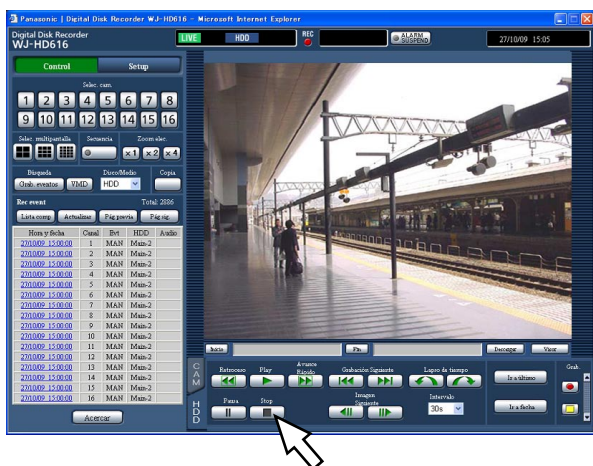 Panasonic | Digital Disk Recorder WJ-HD616 - Microsoft Internet Explorer
Digital Disk Recorder
WJ-HD616
LIVE HDD REC ALARM SUSPEND 27/10/09 15:05
Control Setup
Selec. cam.
1 2 3 4 5 6 7 8
9 10 11 12 13 14 15 16
Selec. multipantalla Secuencia Zoom elec.
x1 x2 x4
Búsqueda Disco/Medio Copia
Grab. eventos VMD HDD
Rec event Total: 2886
Lista comp Actualizar Pág previa Pág sig.
Hora y fecha Canal Evt HDD Audio
27/10/09 15:00:00 1 MAN Main-2
27/10/09 15:00:00 2 MAN Main-2
27/10/09 15:00:00 3 MAN Main-2
27/10/09 15:00:00 4 MAN Main-2
27/10/09 15:00:00 5 MAN Main-2
27/10/09 15:00:00 6 MAN Main-2
27/10/09 15:00:00 7 MAN Main-2
27/10/09 15:00:00 8 MAN Main-2
27/10/09 15:00:00 9 MAN Main-2
27/10/09 15:00:00 10 MAN Main-2
27/10/09 15:00:00 11 MAN Main-2
27/10/09 15:00:00 12 MAN Main-2
27/10/09 15:00:00 13 MAN Main-2
27/10/09 15:00:00 14 MAN Main-2
27/10/09 15:00:00 15 MAN Main-2
27/10/09 15:00:00 16 MAN Main-2
Acercar
Inicio Fin Descargar Visor
CAM
HDD
Retroceso Play Avance Rápido Grabación Siguiente Lapso de tiempo
Ir a último
Grab.
Pausa Stop Imagen Siguiente Intervalo
30s
Ir a fecha